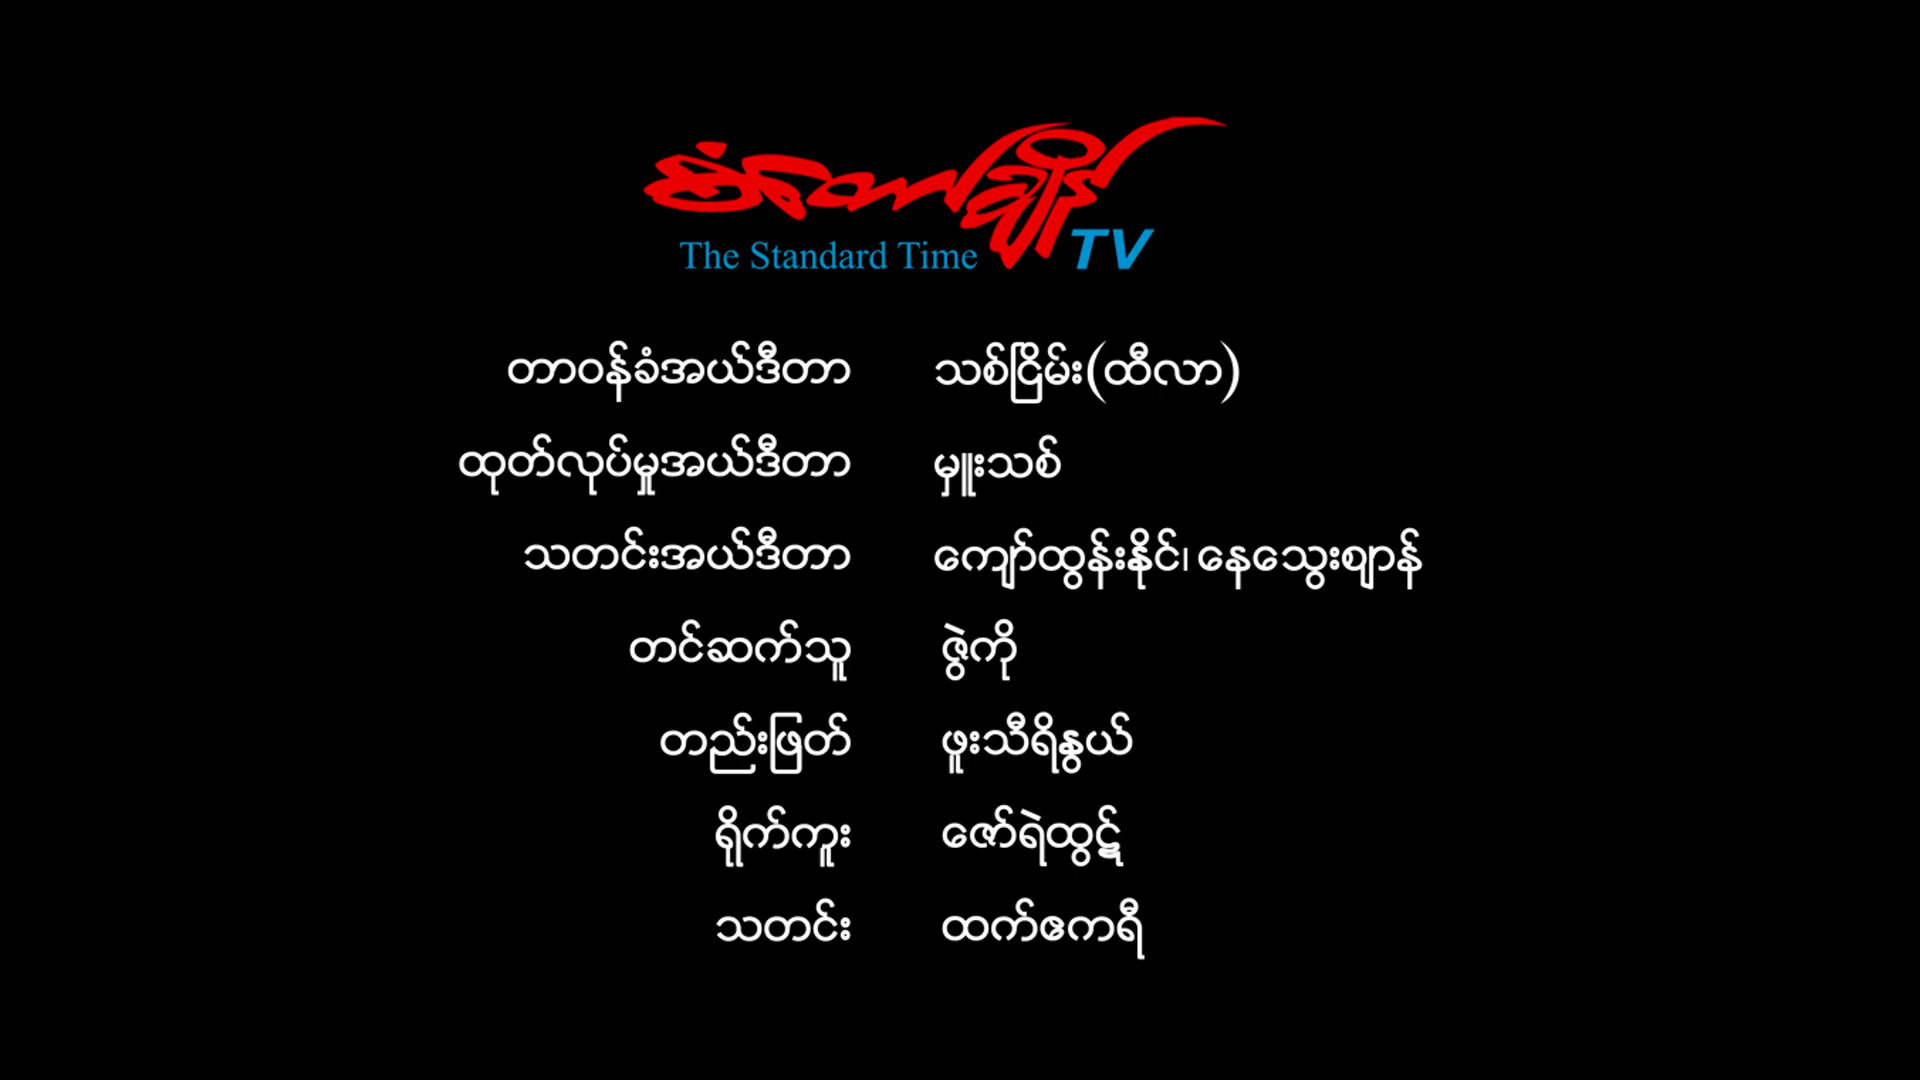 စံတော်ချိန်
The Standard Time TV
တာဝန်ခံအယ်ဒီတာ သစ်ငြိမ်း(ထီလာ)
ထုတ်လုပ်မှုအယ်ဒီတာ မှူးသစ်
သတင်းအယ်ဒီတာ ကျော်ထွန်းနိုင်၊ နေသွေးဈာန်
တင်ဆက်သူ ဇွဲကို
တည်းဖြတ် ဖူးသီရိနွယ်
ရိုက်ကူး ဇော်ရဲထွဋ်
သတင်း ထက်ဧကရီ